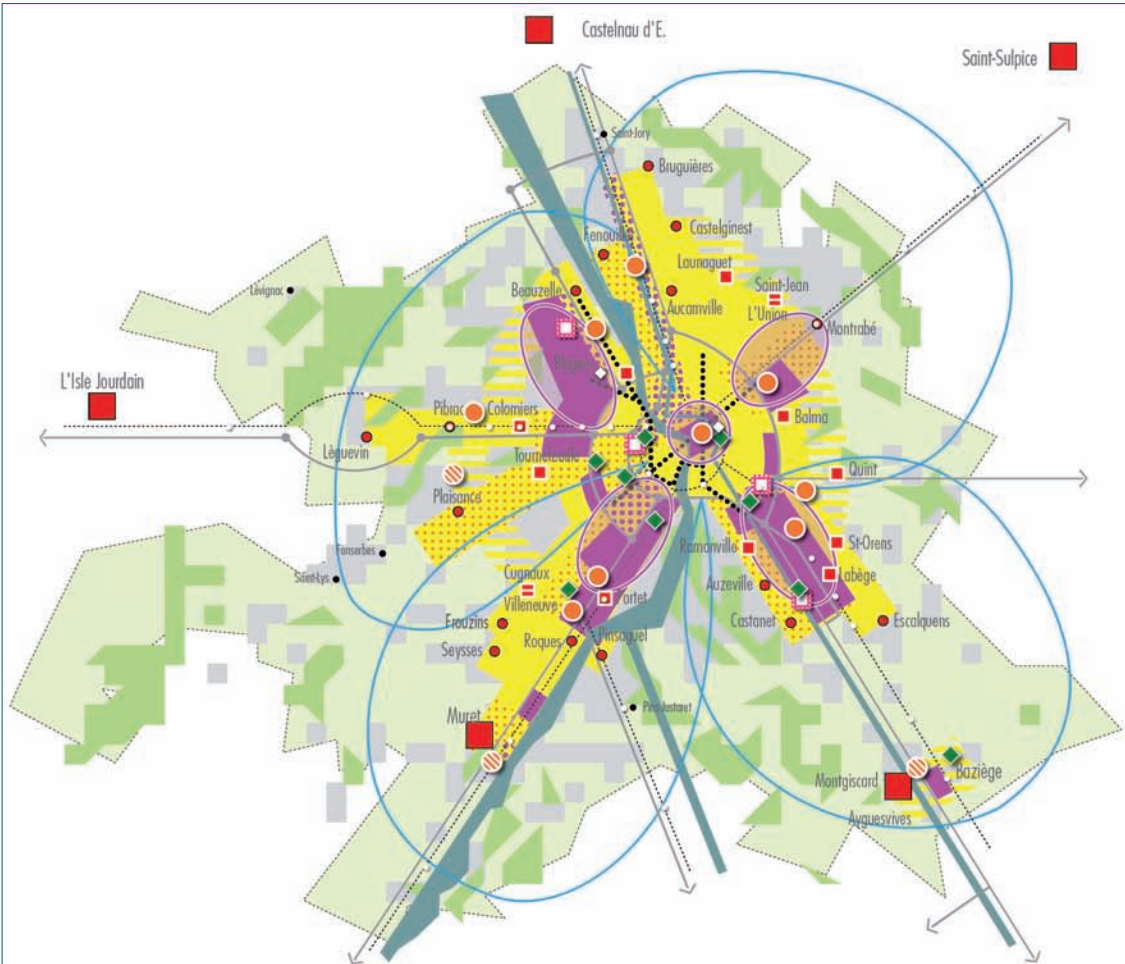 Castelnau d'E.
Saint-Sulpice
Saint-Jory
Bruguières
Castelginest
Fenouillet
Launaguet
Saint-Jean
Lévignac
Beauzelle
Aucamville
L'Union
Montrabé
Blagnac
L'Isle Jourdain
Pibrac
Colomiers
Balma
Lèguevin
Tournefeuille
Quint
Plaisance
St-Orens
Fonsorbes
Ramonville
Saint-Lys
Cugnaux
Auzeville
Labège
Villeneuve
Portet
Frouzins
Castanet
Escalquens
Roques
Pinsaguel
Seysses
Pins Justaret
Muret
Baziège
Montgiscard
Ayguesvives